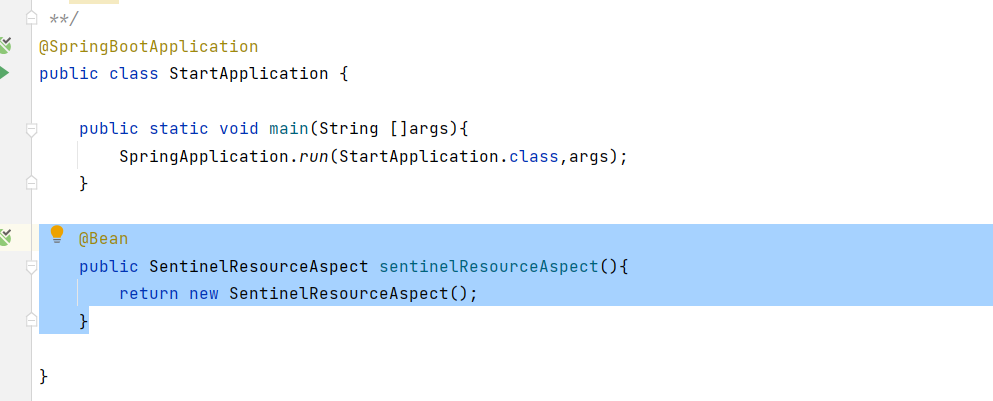 **/
@SpringBootApplication
public class StartApplication {
public static void main(String []args){
SpringApplication.run(StartApplication.class,args);
}
@Bean
public SentinelResourceAspect sentinelResourceAspect(){
return new SentinelResourceAspect();
}
}